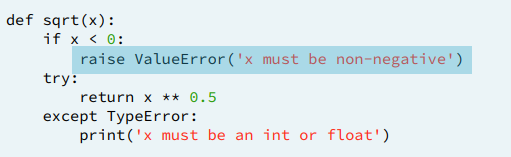 def sqrt(x):
    if x < 0:
        raise ValueError('x must be non-negative')
    try:
        return x ** 0.5
    except TypeError:
        print('x must be an int or float')